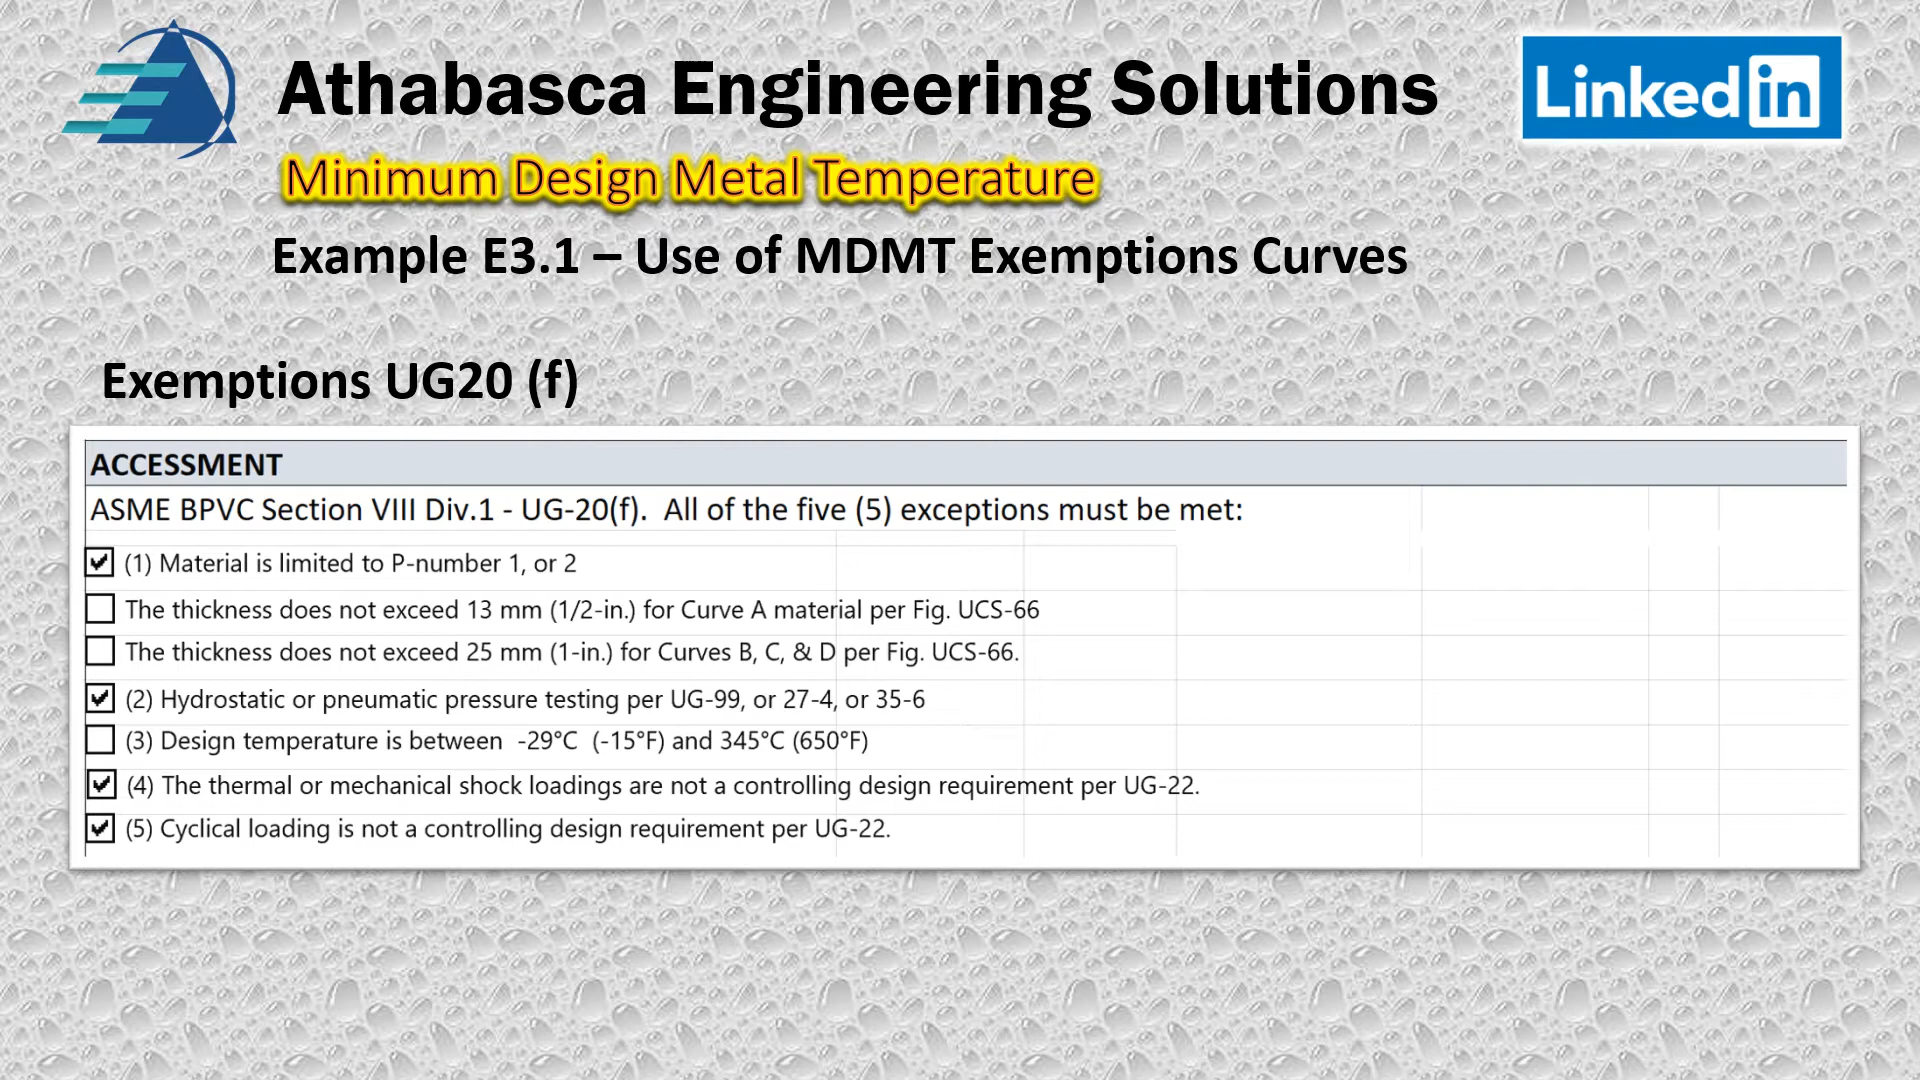 Athabasca Engineering Solutions
Linked in
Minimum Design Metal Temperature
Example E3.1 – Use of MDMT Exemptions Curves
Exemptions UG20 (f)
ACCESSMENT
ASME BPVC Section VIII Div.1 - UG-20(f).  All of the five (5) exceptions must be met:
(1) Material is limited to P-number 1, or 2
The thickness does not exceed 13 mm (1/2-in.) for Curve A material per Fig. UCS-66
The thickness does not exceed 25 mm (1-in.) for Curves B, C, & D per Fig. UCS-66.
(2) Hydrostatic or pneumatic pressure testing per UG-99, or 27-4, or 35-6
(3) Design temperature is between  -29°C  (-15°F) and 345°C (650°F)
(4) The thermal or mechanical shock loadings are not a controlling design requirement per UG-22.
(5) Cyclical loading is not a controlling design requirement per UG-22.